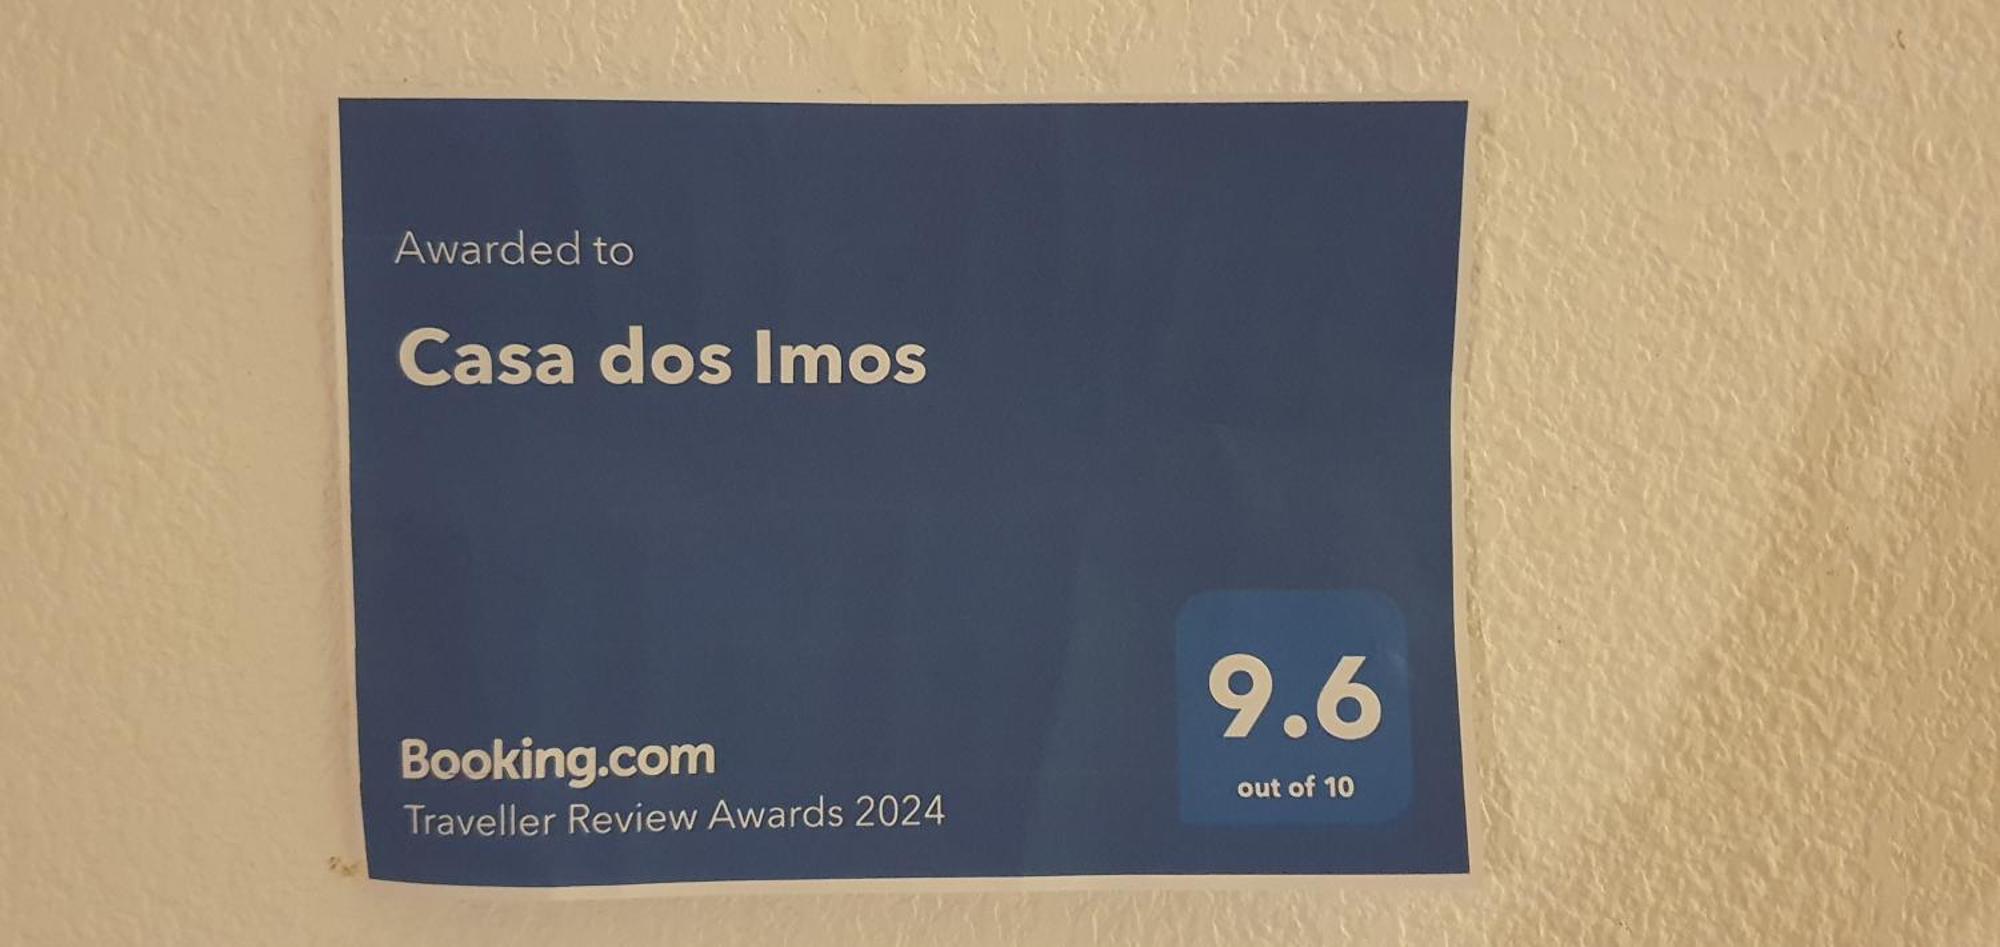 Awarded to
Casa dos Imos
Booking.com
Traveller Review Awards 2024
9.6
out of 10